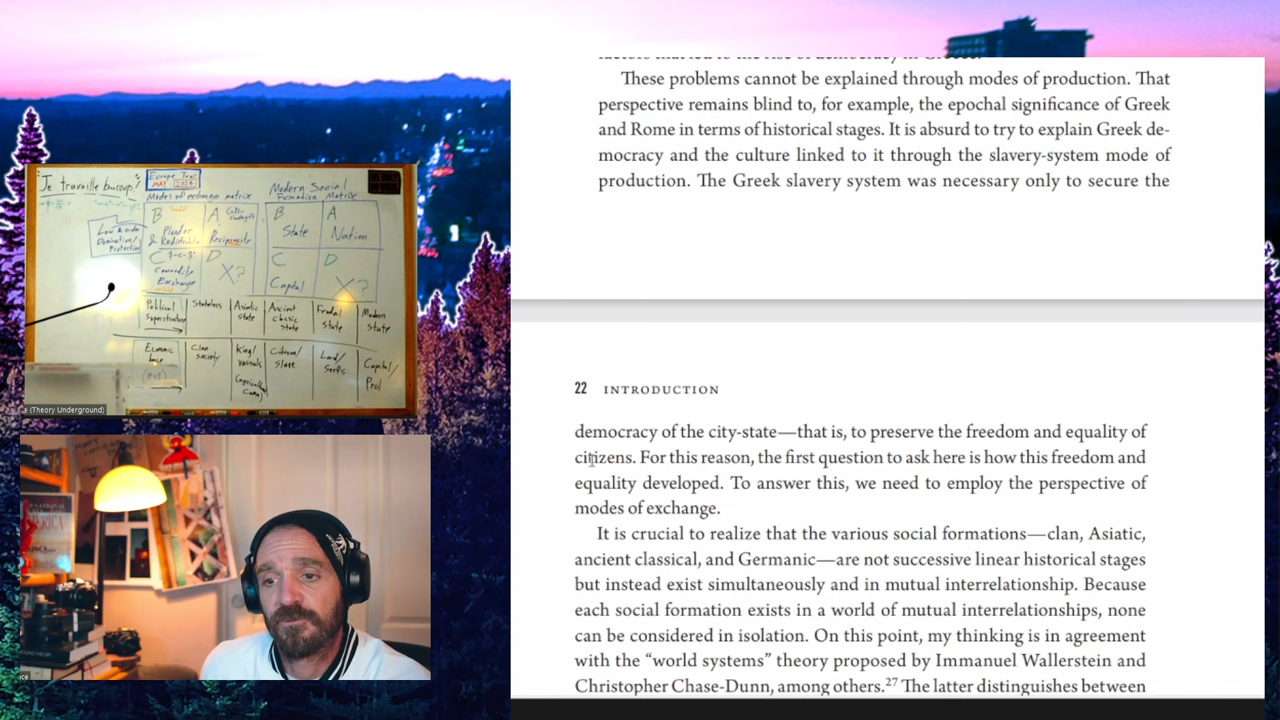 "Je travaille bucoup!"
Europe Tour
MAY 2024
Modes of exchange matrix
Modern Social
Formation Matrix
B
A
B
A
Plunder
State
Nation
& Redistribution
Reciprocity
Law & order
Domination/
Protection
C $-C-$'
D
C
D
Commodity
X?
Exchange
Capital
X?
Political
Superstructure
Stateless
Asiatic
state
Ancient
classic
state
Feudal
State
Modern
State
Economic
base
Clan
society
King/
vassals
Citizen/
Slave
Lord/
Serfs
Capital/
Prol
(Theory Underground)
These problems cannot be explained through modes of production. That
perspective remains blind to, for example, the epochal significance of Greek
and Rome in terms of historical stages. It is absurd to try to explain Greek de-
mocracy and the culture linked to it through the slavery-system mode of
production. The Greek slavery system was necessary only to secure the
22 INTRODUCTION
democracy of the city-state—that is, to preserve the freedom and equality of
citizens. For this reason, the first question to ask here is how this freedom and
equality developed. To answer this, we need to employ the perspective of
modes of exchange.
It is crucial to realize that the various social formations—clan, Asiatic,
ancient classical, and Germanic—are not successive linear historical stages
but instead exist simultaneously and in mutual interrelationship. Because
each social formation exists in a world of mutual interrelationships, none
can be considered in isolation. On this point, my thinking is in agreement
with the “world systems” theory proposed by Immanuel Wallerstein and
Christopher Chase-Dunn, among others.27 The latter distinguishes between